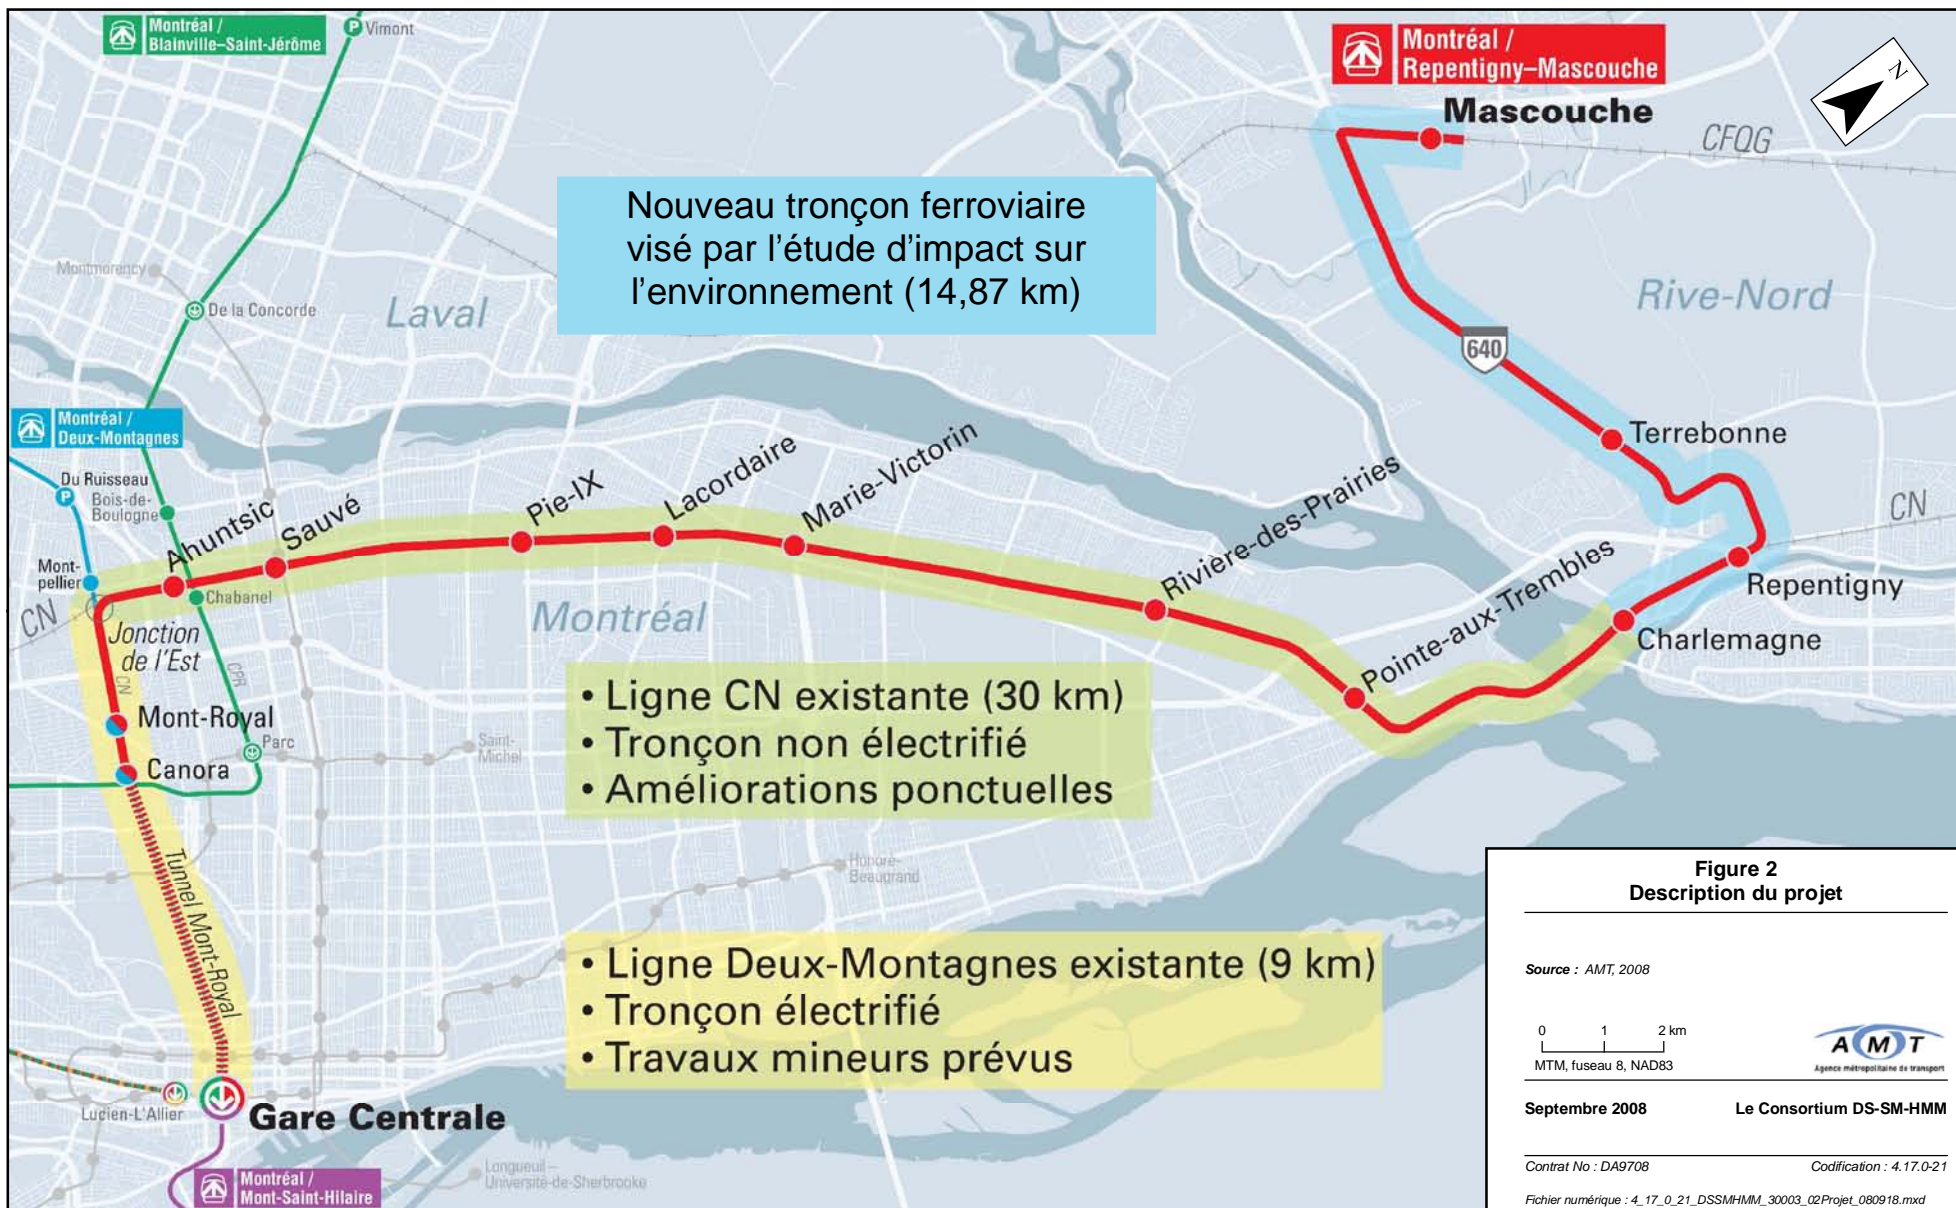 Montréal /
Blainville–Saint-Jérôme
P
Vimont
Montréal /
Repentigny–Mascouche
N
Mascouche
CFQG
Nouveau tronçon ferroviaire
visé par l'étude d'impact sur
l'environnement (14,87 km)
Montmorency
De la Concorde
Laval
Rive-Nord
640
Montréal /
Deux-Montagnes
Terrebonne
Du Ruisseau
P
Bois-de-
Boulogne
Ahuntsic
Sauvé
Pie-IX
Lacordaire
Marie-Victorin
Rivière-des-Prairies
Pointe-aux-Trembles
CN
Repentigny
Charlemagne
Mont-
pellier
CN
Chabanel
Jonction
de l'Est
Montréal
CN
CPR
Mont-Royal
Parc
Canora
Saint-
Michel
• Ligne CN existante (30 km)
• Tronçon non électrifié
• Améliorations ponctuelles
Tunnel Mont-Royal
Honoré-
Beaugrand
• Ligne Deux-Montagnes existante (9 km)
• Tronçon électrifié
• Travaux mineurs prévus
Lucien-L'Allier
Gare Centrale
Longueuil –
Université-de-Sherbrooke
Montréal /
Mont-Saint-Hilaire
Figure 2
Description du projet
Source : AMT, 2008
0 1 2 km
MTM, fuseau 8, NAD83
AMT
Agence métropolitaine de transport
Septembre 2008 Le Consortium DS-SM-HMM
Contrat No : DA9708 Codification : 4.17.0-21
Fichier numérique : 4_17_0_21_DSSMHMM_30003_02Projet_080918.mxd